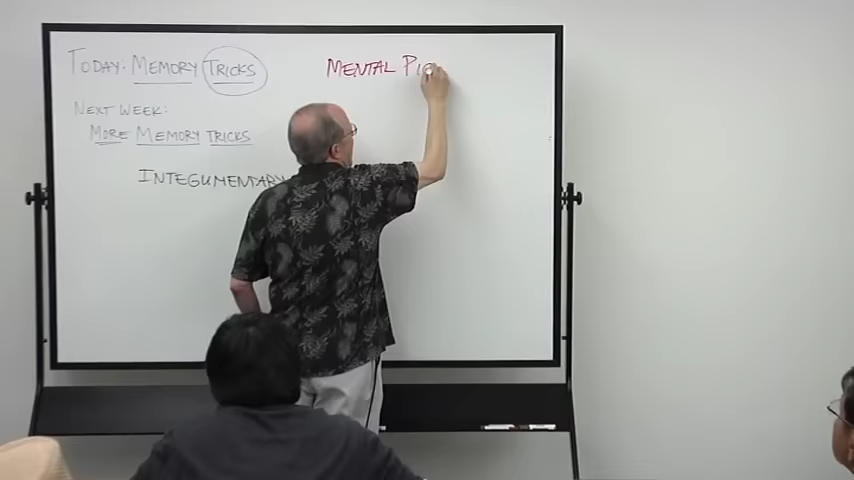 TODAY: MEMORY TRICKS
NEXT WEEK:
MORE MEMORY TRICKS
INTEGUMENTARY
MENTAL PIC